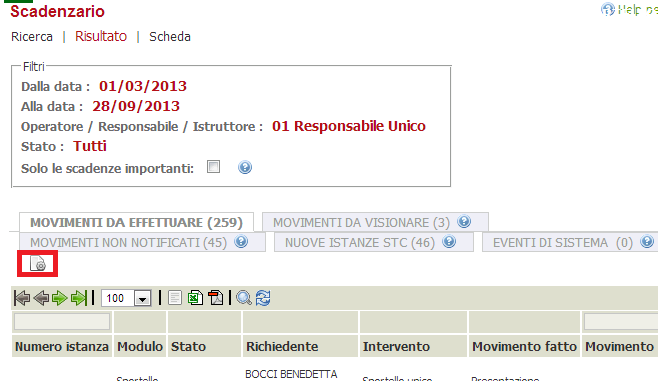 Scadenzario
Help
Ricerca | Risultato | Scheda
Filtri
Dalla data : 01/03/2013
Alla data : 28/09/2013
Operatore / Responsabile / Istruttore : 01 Responsabile Unico
Stato : Tutti
Solo le scadenze importanti:
MOVIMENTI DA EFFETTUARE (259) MOVIMENTI DA VISIONARE (3)
MOVIMENTI NON NOTIFICATI (45) NUOVE ISTANZE STC (46) EVENTI DI SISTEMA (0)
100
Numero istanza Modulo Stato Richiedente Intervento Movimento fatto Movimento
BOCCI BENEDETTA
Sportello Sportello unico Presentazione